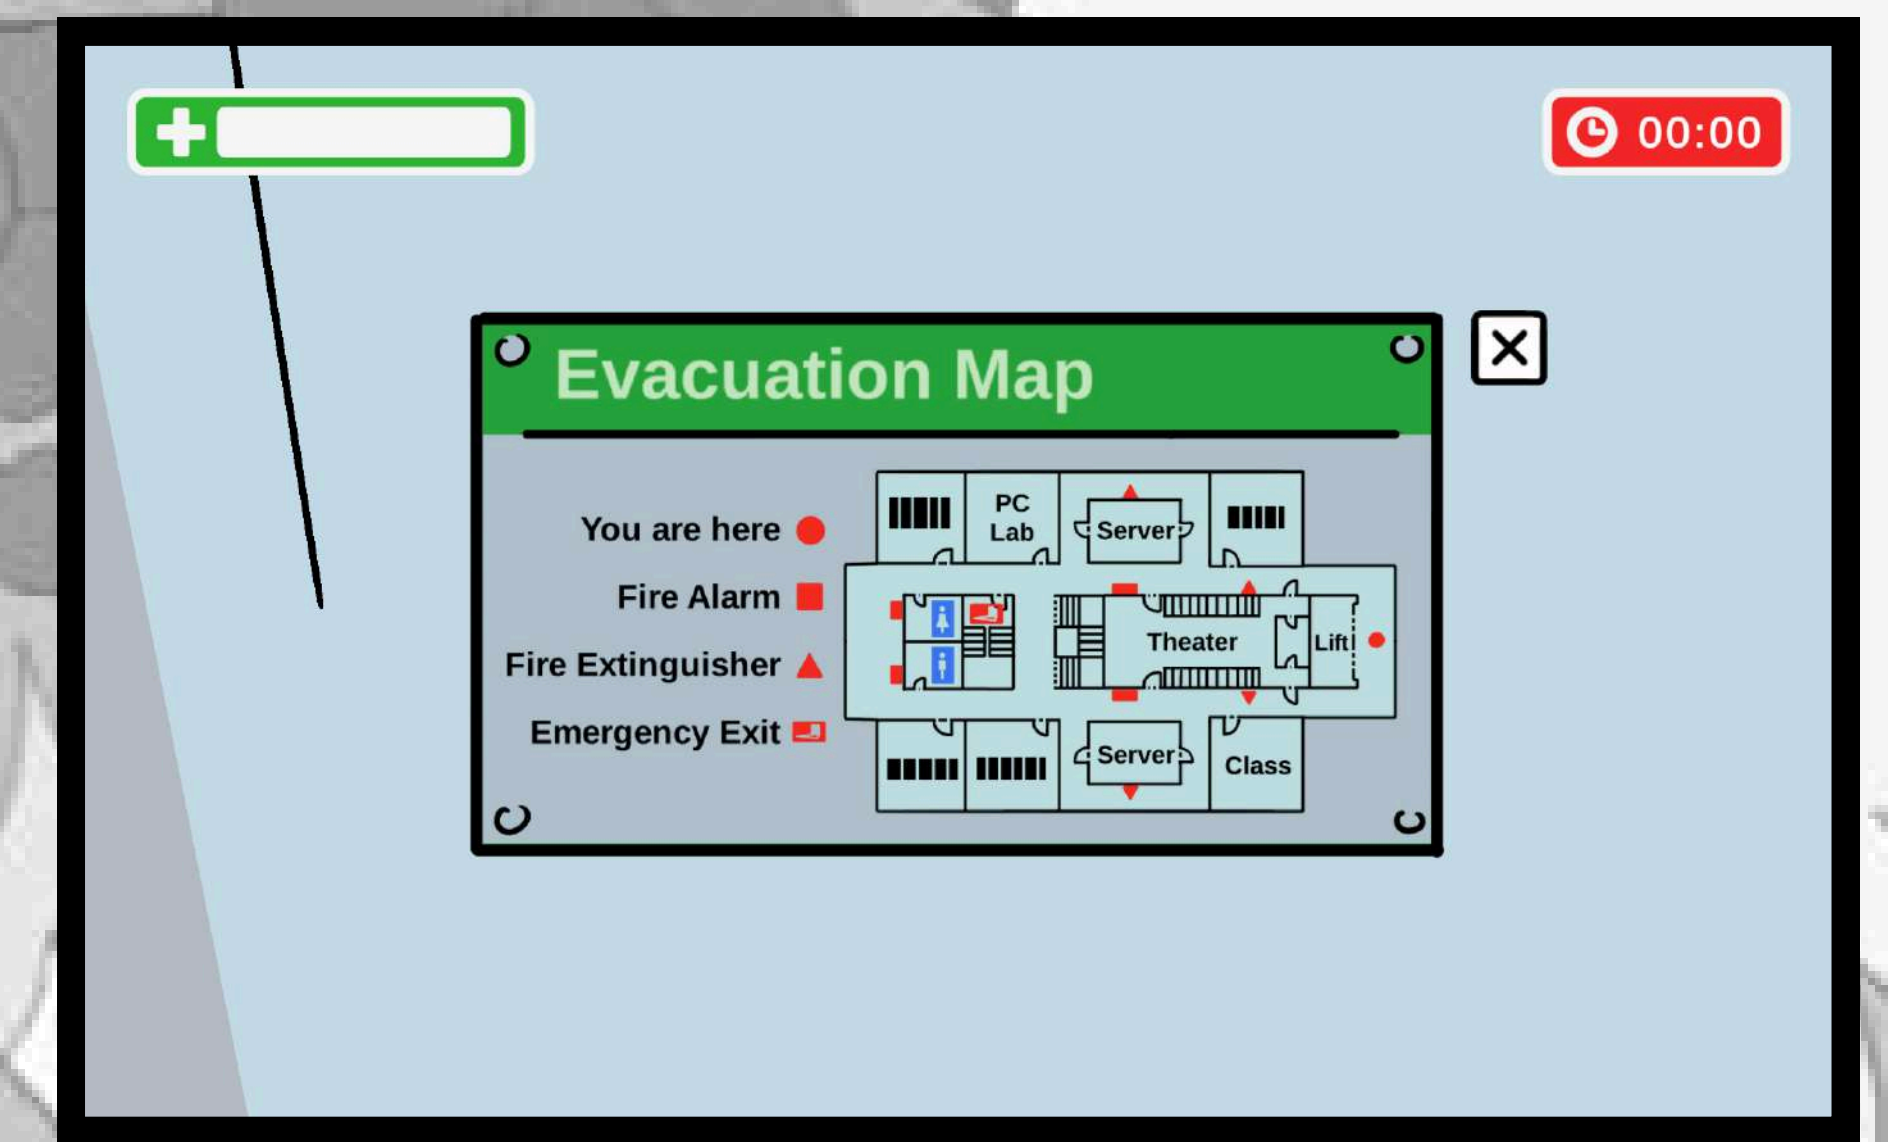 00:00
Evacuation Map
You are here
Fire Alarm
Fire Extinguisher
Emergency Exit
PC
Lab
Server
Theater
Lift
Server
Class